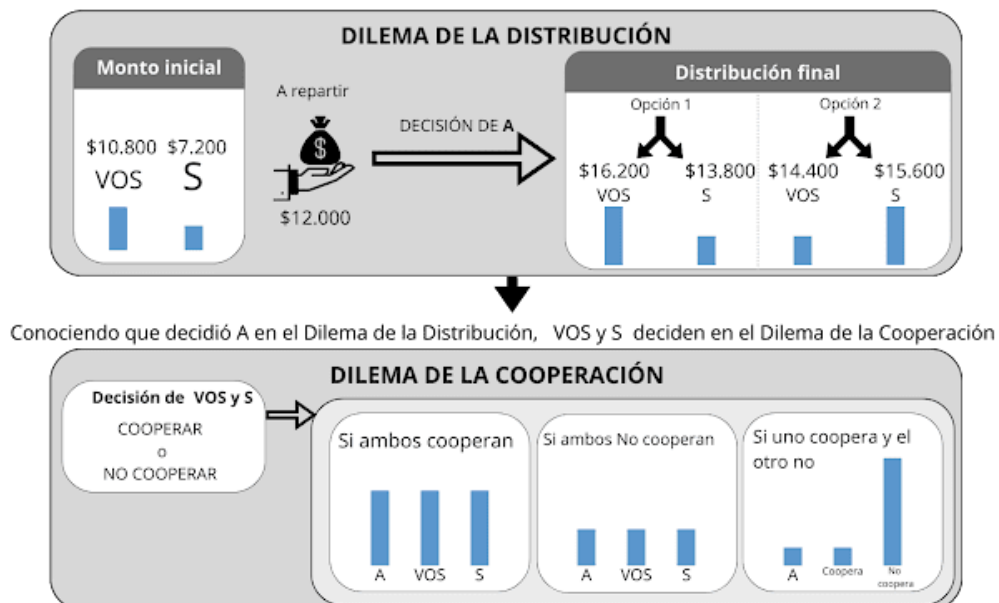 DILEMA DE LA DISTRIBUCIÓN
Monto inicial
$10.800 $7.200
VOS S
A repartir
$
$12.000
DECISIÓN DE A
Distribución final
Opción 1
Opción 2
$16.200 $13.800
VOS S
$14.400 $15.600
VOS S
Conociendo que decidió A en el Dilema de la Distribución, VOS y S deciden en el Dilema de la Cooperación
DILEMA DE LA COOPERACIÓN
Decisión de VOS y S
COOPERAR
o
NO COOPERAR
Si ambos cooperan
A VOS S
Si ambos No cooperan
A VOS S
Si uno coopera y el
otro no
A Coopera No
coopera